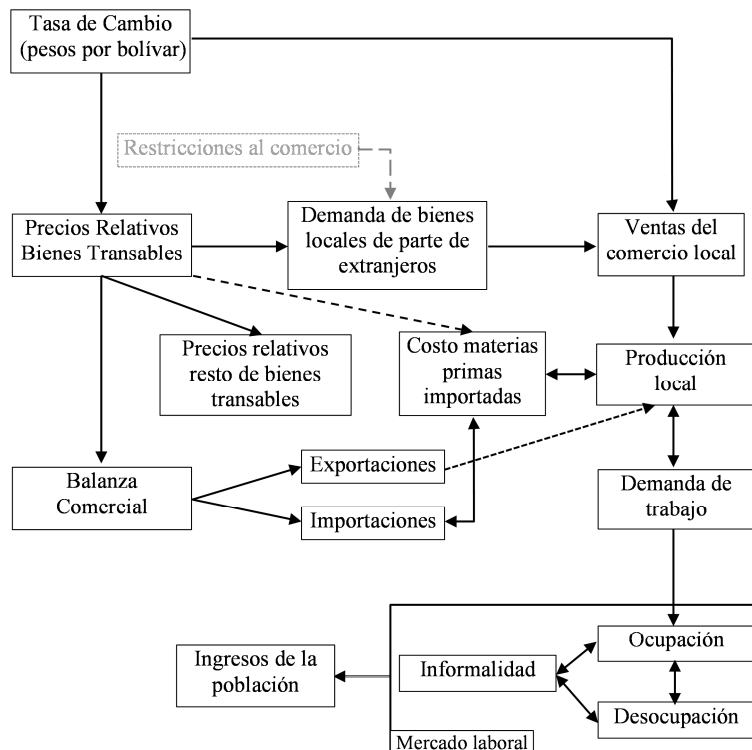 Tasa de Cambio
(pesos por bolívar)
Restricciones al comercio
Precios Relativos
Bienes Transables
Demanda de bienes
locales de parte de
extranjeros
Ventas del
comercio local
Precios relativos
resto de bienes
transables
Costo materias
primas
importadas
Producción
local
Balanza
Comercial
Exportaciones
Importaciones
Demanda de
trabajo
Ingresos de la
población
Informalidad
Ocupación
Desocupación
Mercado laboral